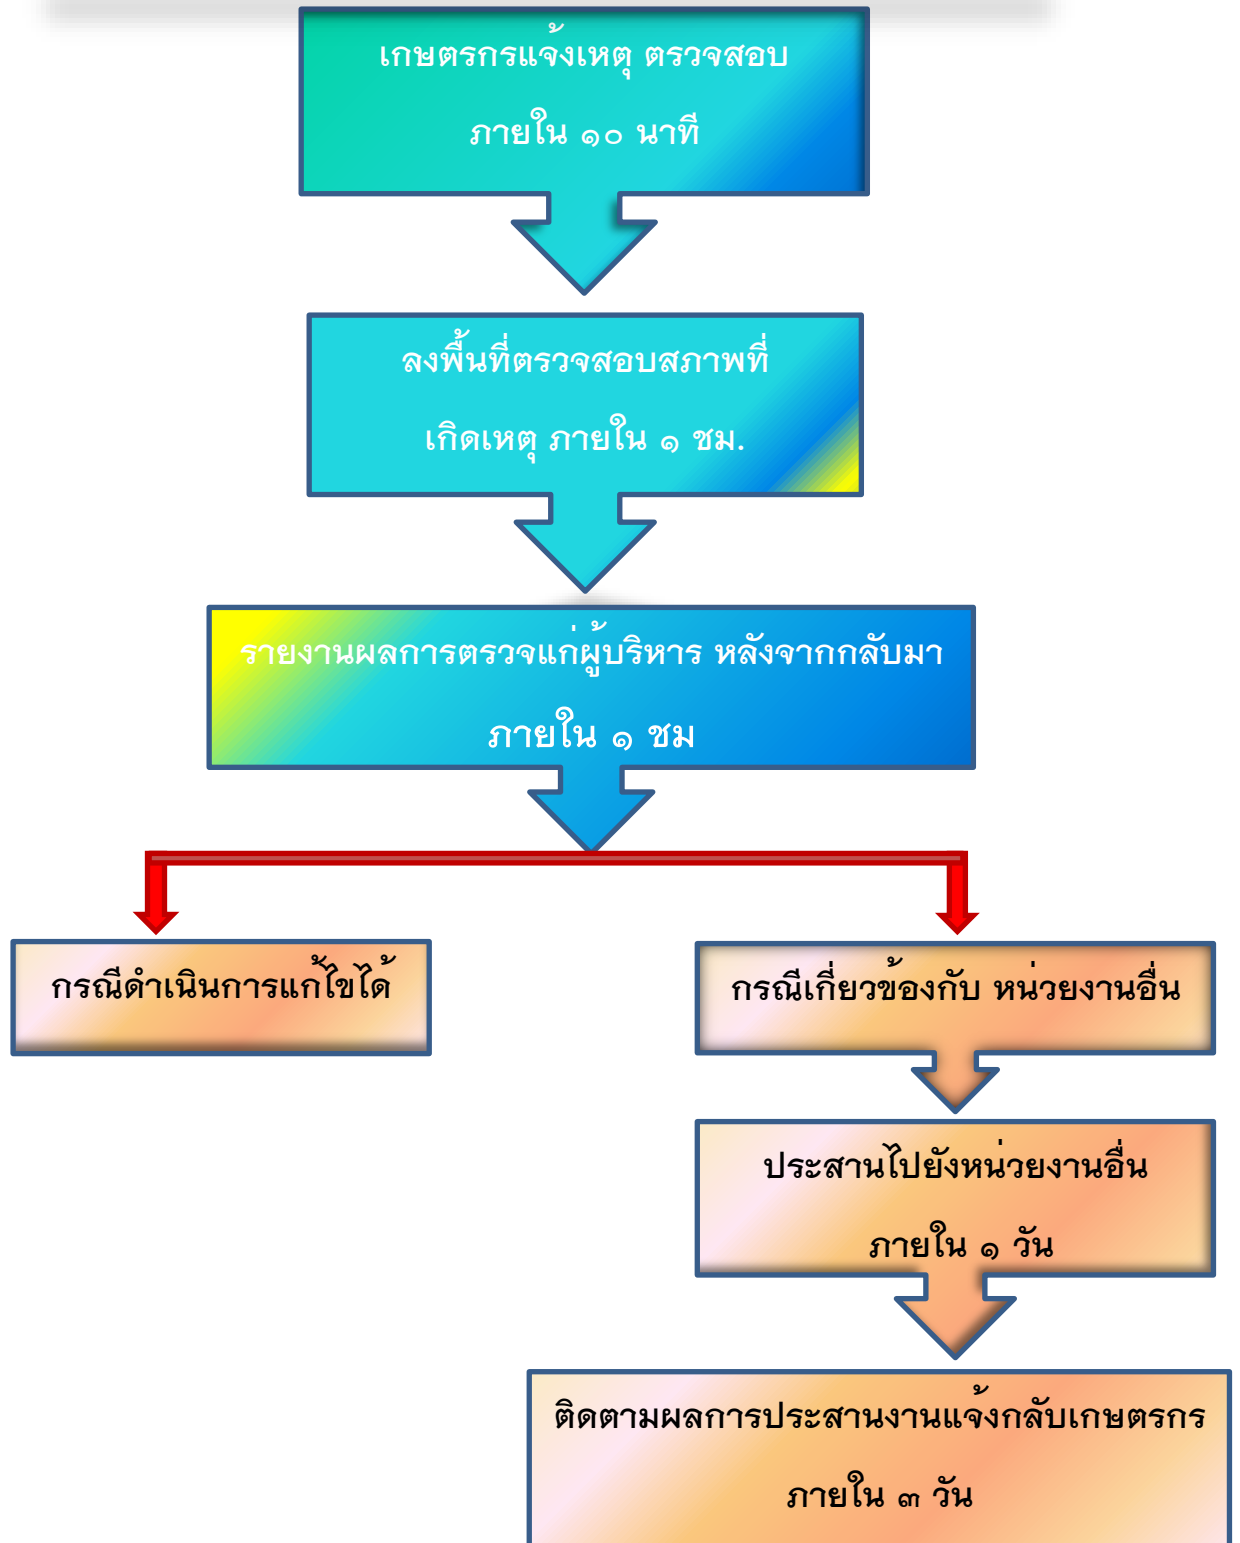 เกษตรกรแจ้งเหตุ ตรวจสอบ
ภายใน ๑๐ นาที
ลงพื้นที่ตรวจสอบสภาพที่
เกิดเหตุ ภายใน ๑ ชม.
รายงานผลการตรวจแก่ผู้บริหาร หลังจากกลับมา
ภายใน ๑ ชม
กรณีดำเนินการแก้ไขได้
กรณีเกี่ยวข้องกับ หน่วยงานอื่น
ประสานไปยังหน่วยงานอื่น
ภายใน ๑ วัน
ติดตามผลการประสานงานแจ้งกลับเกษตรกร
ภายใน ๓ วัน